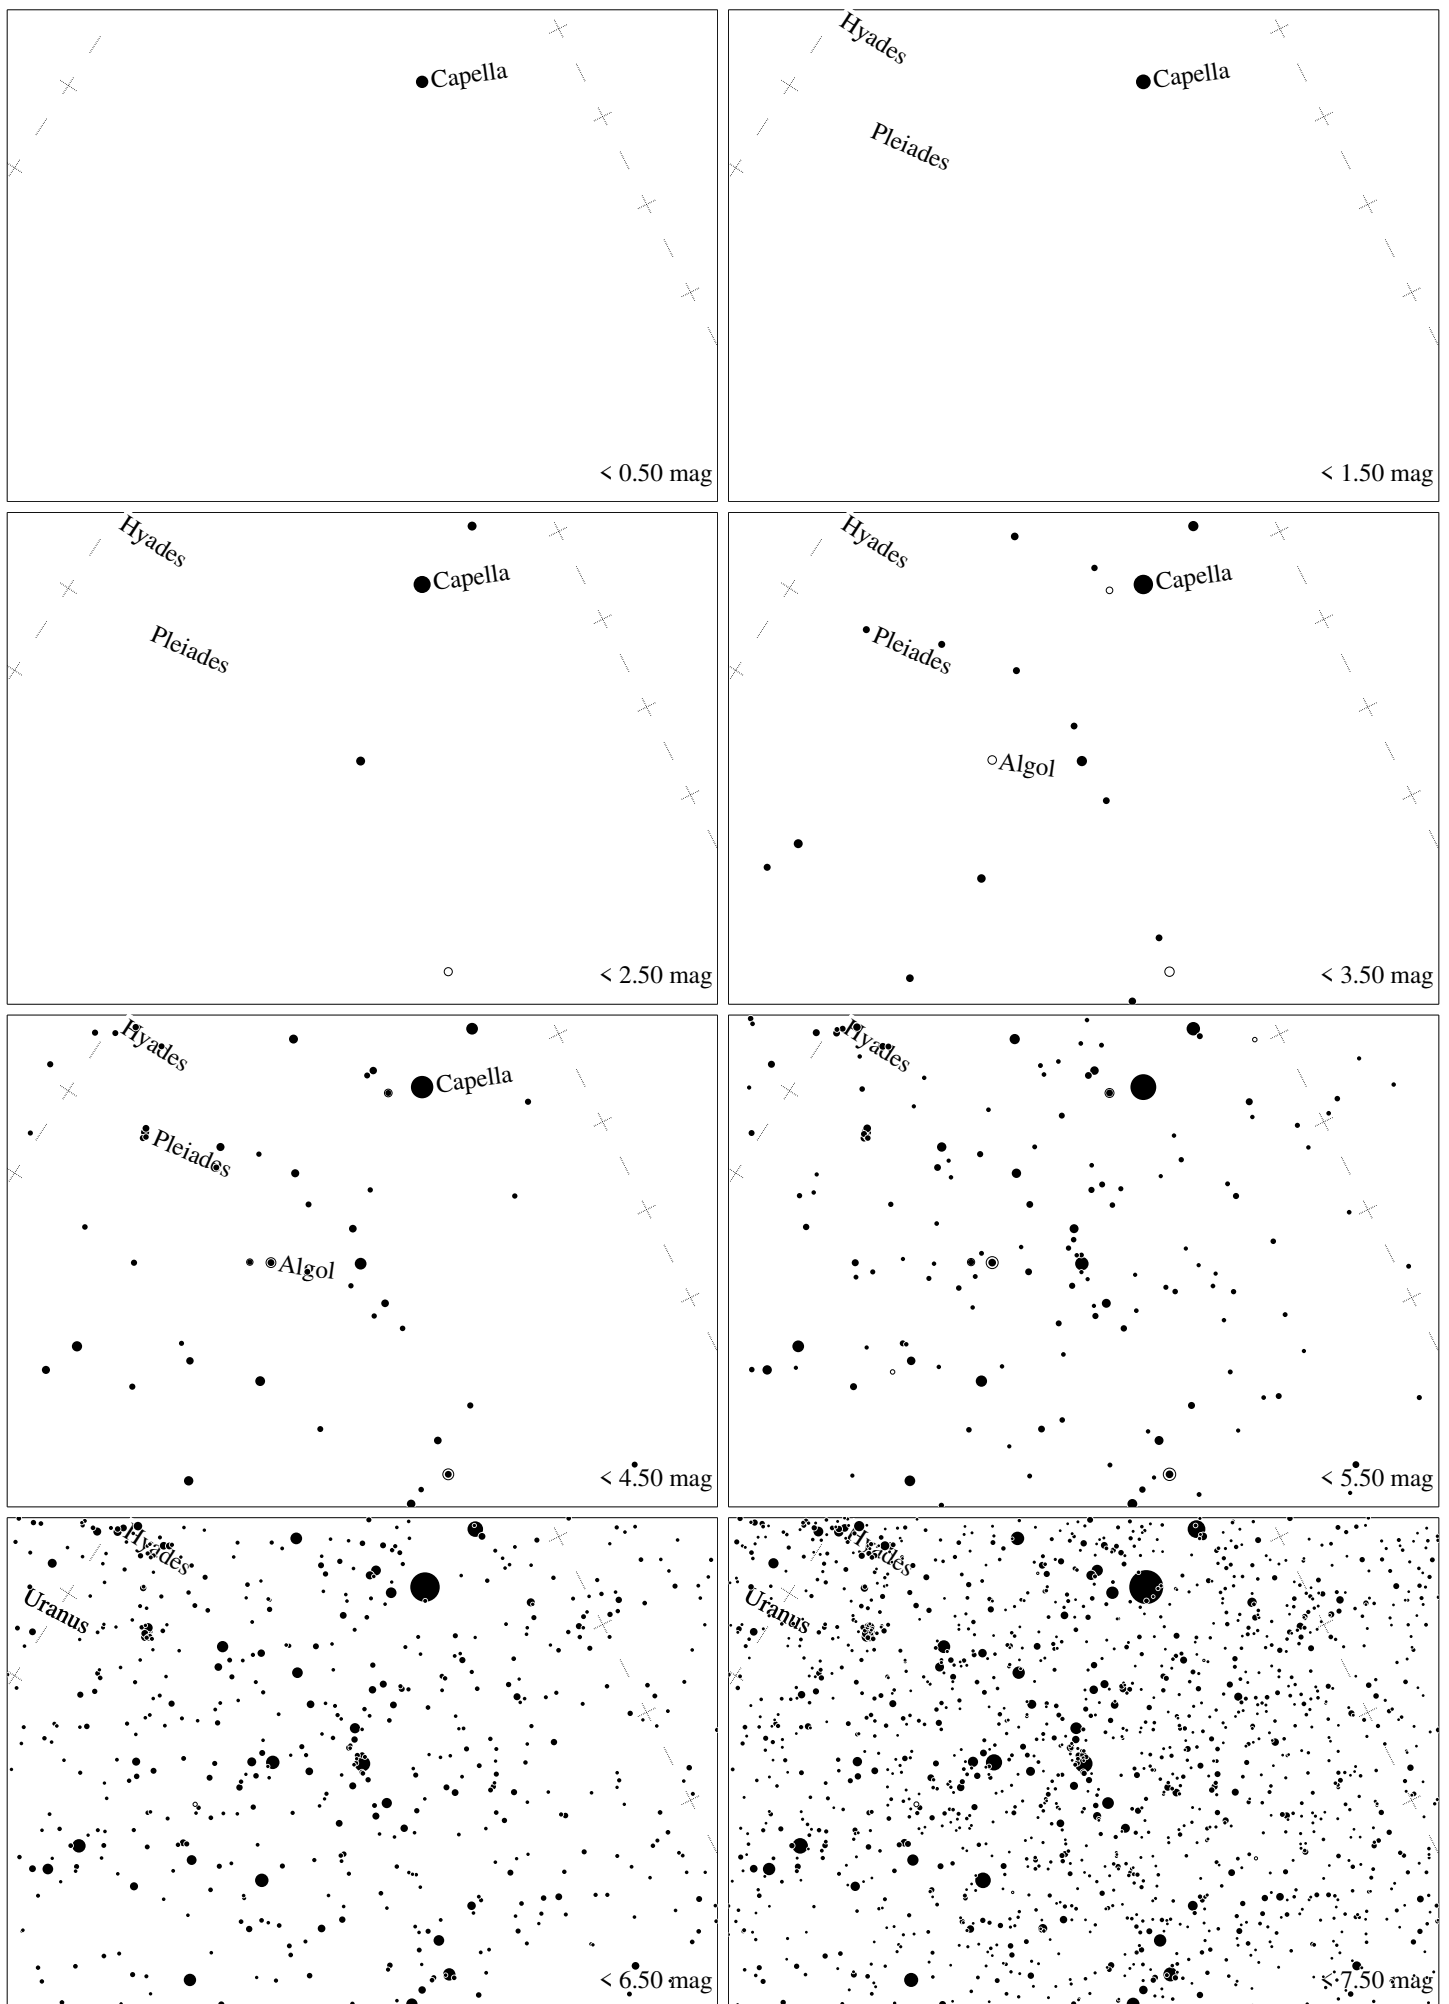 Capella
< 0.50 mag
Hyades
Capella
Pleiades
< 1.50 mag
Hyades
Capella
Pleiades
< 2.50 mag
Hyades
Capella
Pleiades
Algol
< 3.50 mag
Hyades
Capella
Pleiades
Algol
< 4.50 mag
Hyades
< 5.50 mag
Hyades
Uranus
< 6.50 mag
Hyades
Uranus
< 7.50 mag